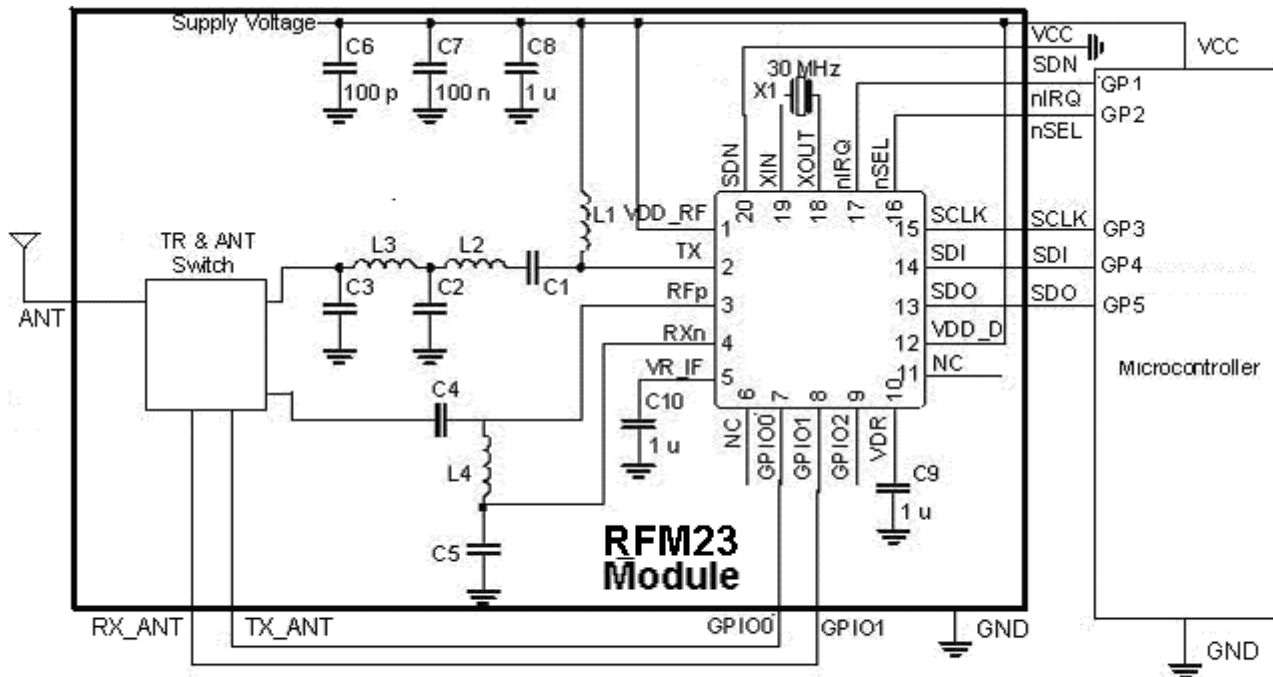 Supply Voltage
C6
100 p
C7
100 n
C8
1 u
30 MHz
X1
VCC
SDN
nIRQ
nSEL
VCC
GP1
GP2
SDN
XIN
XOUT
nIRQ
nSEL
20
19
18
17
16
L1
VDD_RF
1
TX
2
RFp
3
RXn
4
VR_IF
5
15
SCLK
SCLK
GP3
14
SDI
SDI
GP4
13
SDO
SDO
GP5
12
VDD_D
11
NC
Microcontroller
TR & ANT
Switch
ANT
L3
L2
C3
C2
C1
C4
L4
C5
C10
1 u
6
7
8
9
10
NC
GPIO0
GPIO1
GPIO2
VDR
C9
1 u
RFM23
Module
RX_ANT
TX_ANT
GPIO0
GPIO1
GND
GND